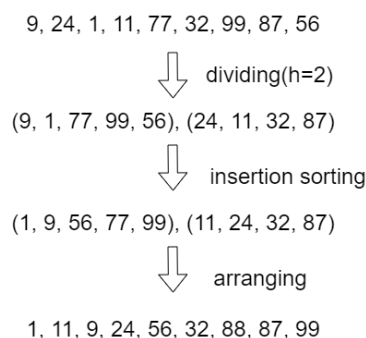 9, 24, 1, 11, 77, 32, 99, 87, 56
dividing(h=2)
(9, 1, 77, 99, 56), (24, 11, 32, 87)
insertion sorting
(1, 9, 56, 77, 99), (11, 24, 32, 87)
arranging
1, 11, 9, 24, 56, 32, 88, 87, 99